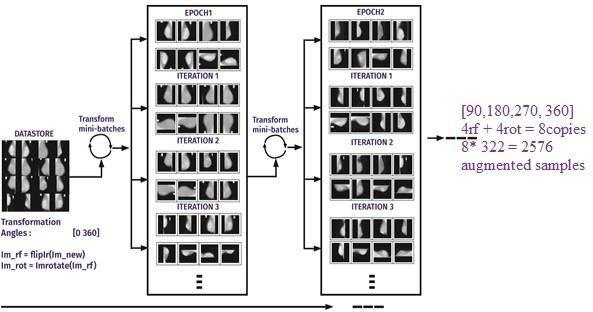 EPOCH1
EPOCH2
ITERATION 1
ITERATION 1
Transform
mini-batches
Transform
mini-batches
[90,180,270, 360]
4rf + 4rot = 8copies
8* 322 = 2576
augmented samples
DATASTORE
ITERATION 2
ITERATION 2
Transformation
Angles : [0 360]
ITERATION 3
ITERATION 3
Im_rf = fliplr(Im_new)
Im_rot = Imrotate(Im_rf)